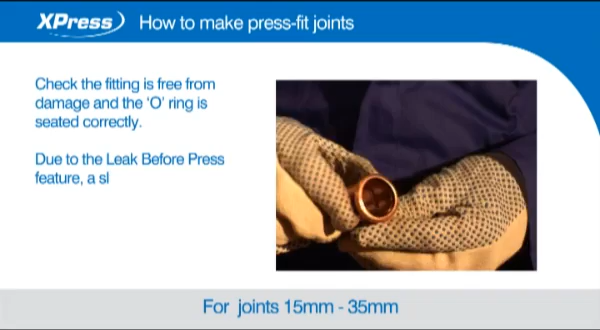 XPress How to make press-fit joints
Check the fitting is free from
damage and the 'O' ring is
seated correctly.
Due to the Leak Before Press
feature, a sl
For joints 15mm - 35mm